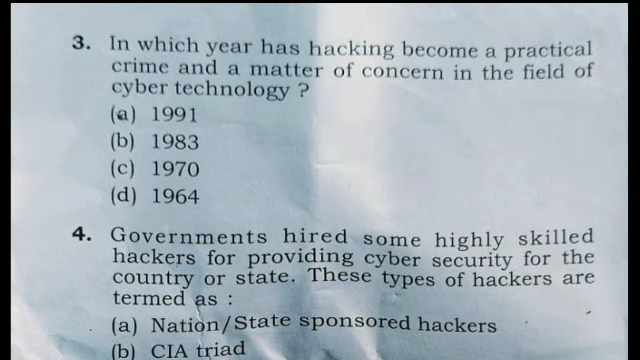 3. In which year has hacking become a practical
crime and a matter of concern in the field of
cyber technology ?
(a) 1991
(b) 1983
(c) 1970
(d) 1964
4. Governments hired some highly skilled
hackers for providing cyber security for the
country or state. These types of hackers are
termed as :
(a) Nation/State sponsored hackers
(b) CIA triad